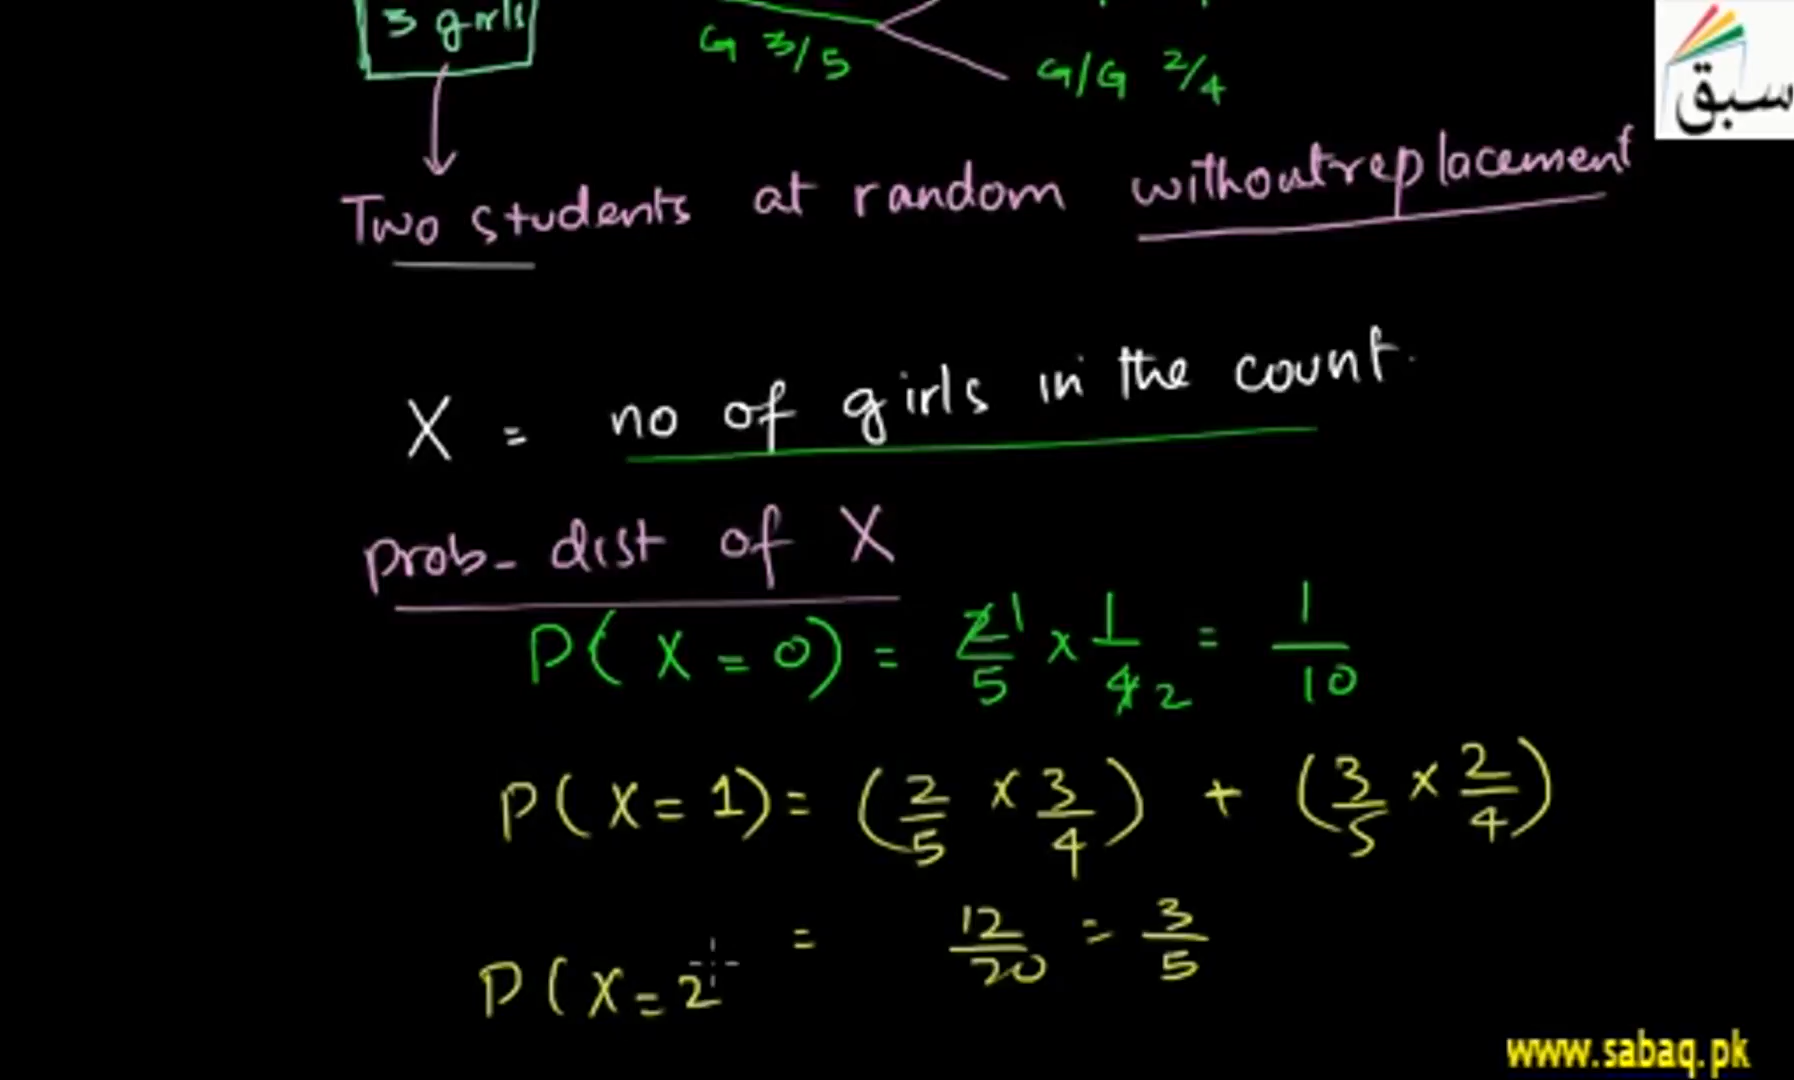 3 girls
G 3/5
G/G 2/4
سبق
Two students at random without replacement
X = no of girls in the count.
prob- dist of X
P(X=0) = 2̸1/5 x 1/4̸2 = 1/10
P(X=1) = (2/5 x 3/4) + (3/5 x 2/4)
= 12/20 = 3/5
P(X=2
www.sabaq.pk